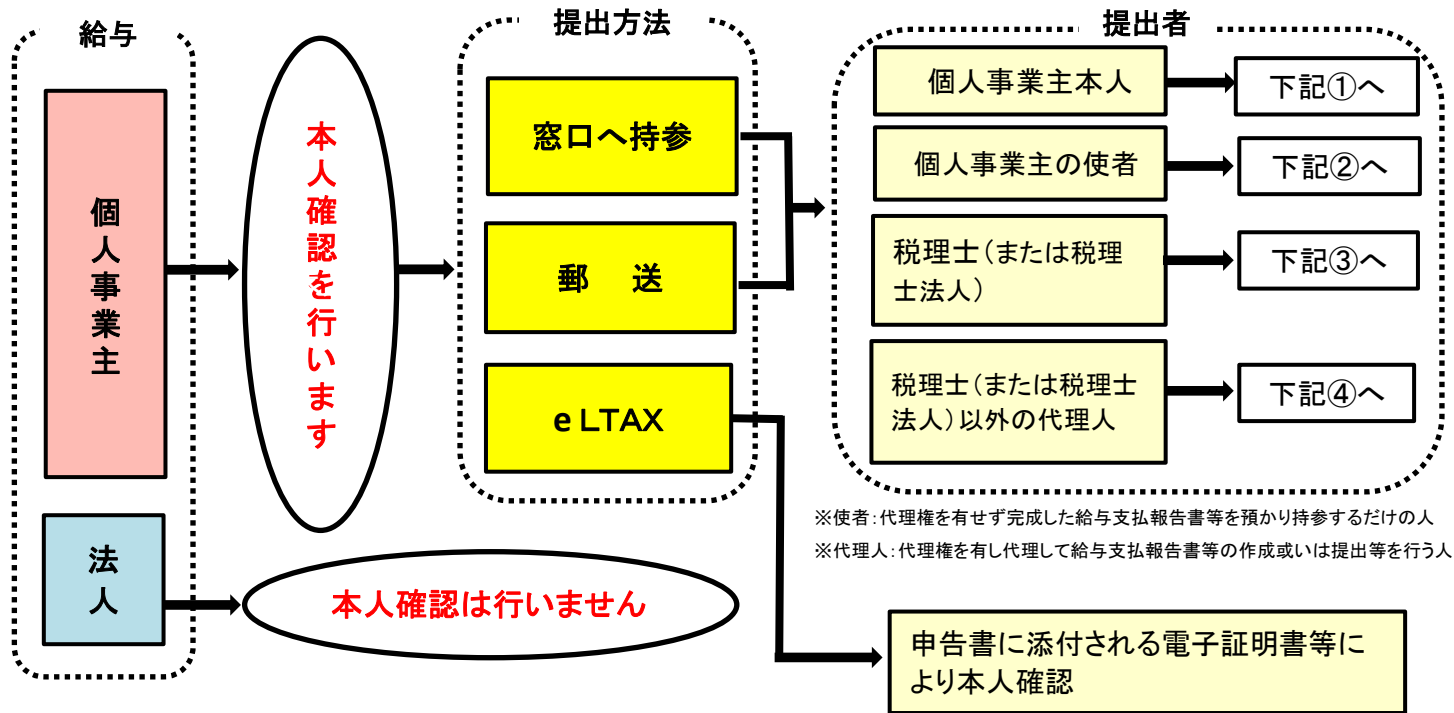 給与
個人事業主
法人
本人確認を行います
本人確認は行いません
提出方法
窓口へ持参
郵　送
eLTAX
提出者
個人事業主本人
下記①へ
個人事業主の使者
下記②へ
税理士（または税理
士法人）
下記③へ
税理士（または税理士
法人）以外の代理人
下記④へ
※使者：代理権を有せず完成した給与支払報告書等を預かり持参するだけの人
※代理人：代理権を有し代理して給与支払報告書等の作成或いは提出等を行う人
申告書に添付される電子証明書等に
より本人確認